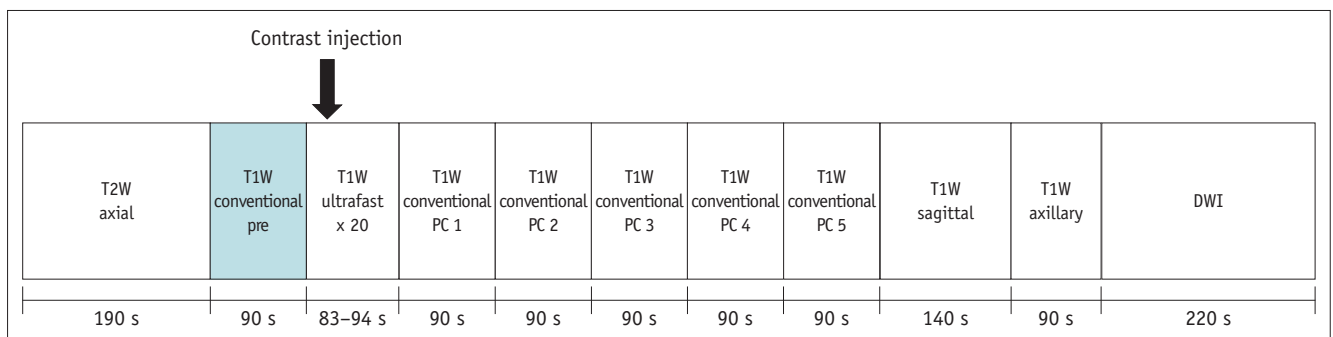 Contrast injection
T2W
axial
T1W
conventional
pre
T1W
ultrafast
x 20
T1W
conventional
PC 1
T1W
conventional
PC 2
T1W
conventional
PC 3
T1W
conventional
PC 4
T1W
conventional
PC 5
T1W
sagittal
T1W
axillary
DWI
190 s
90 s
83–94 s
90 s
90 s
90 s
90 s
90 s
140 s
90 s
220 s